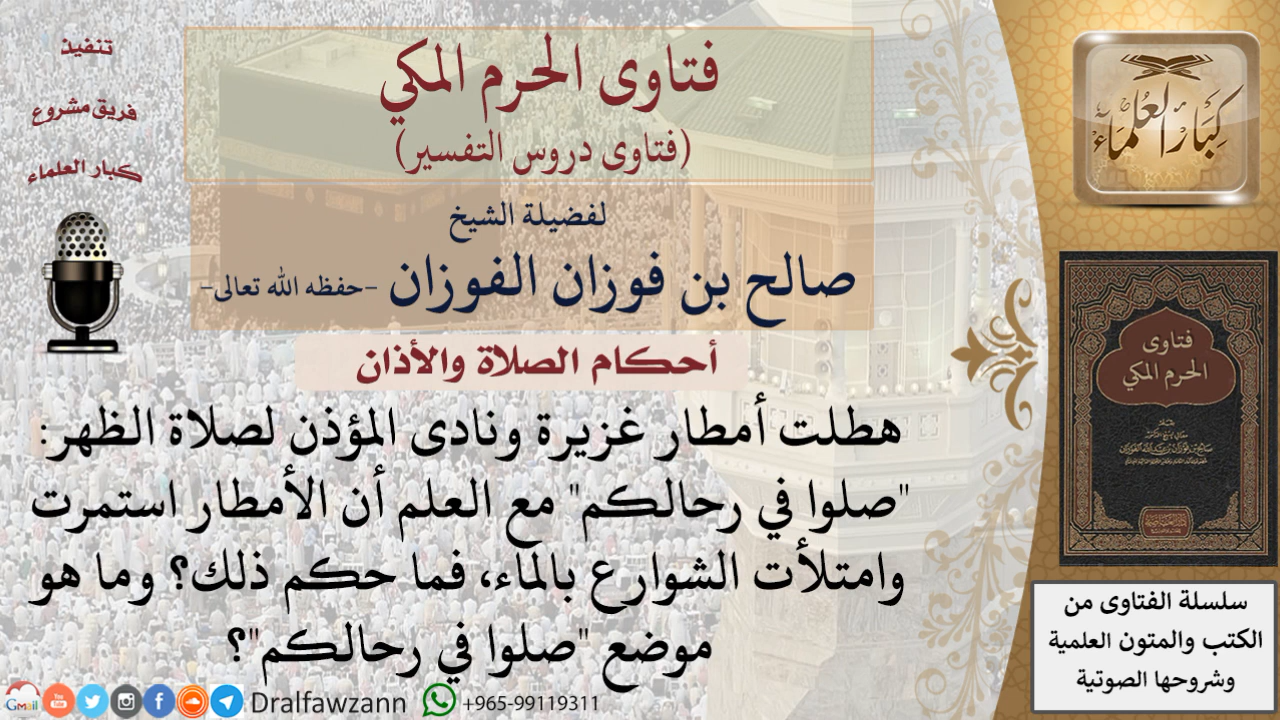 تنفيذ
فريق مشروع
كبار العلماء
فتاوى الحرم المكي
(فتاوى دروس التفسير)
لفضيلة الشيخ
صالح بن فوزان الفوزان -حفظه الله تعالى-
أحكام الصلاة والأذان
هطلت أمطار غزيرة ونادى المؤذن لصلاة الظهر:
"صلوا في رحالكم" مع العلم أن الأمطار استمرت
وامتلأت الشوارع بالماء، فما حكم ذلك؟ وما هو
موضع "صلوا في رحالكم"؟
كبار العلماء
فتاوى
الحرم المكي
سلسلة الفتاوى من
الكتب والمتون العلمية
وشروحها الصوتية
Gmail
You Tube
Dralfawzann
+965-99119311